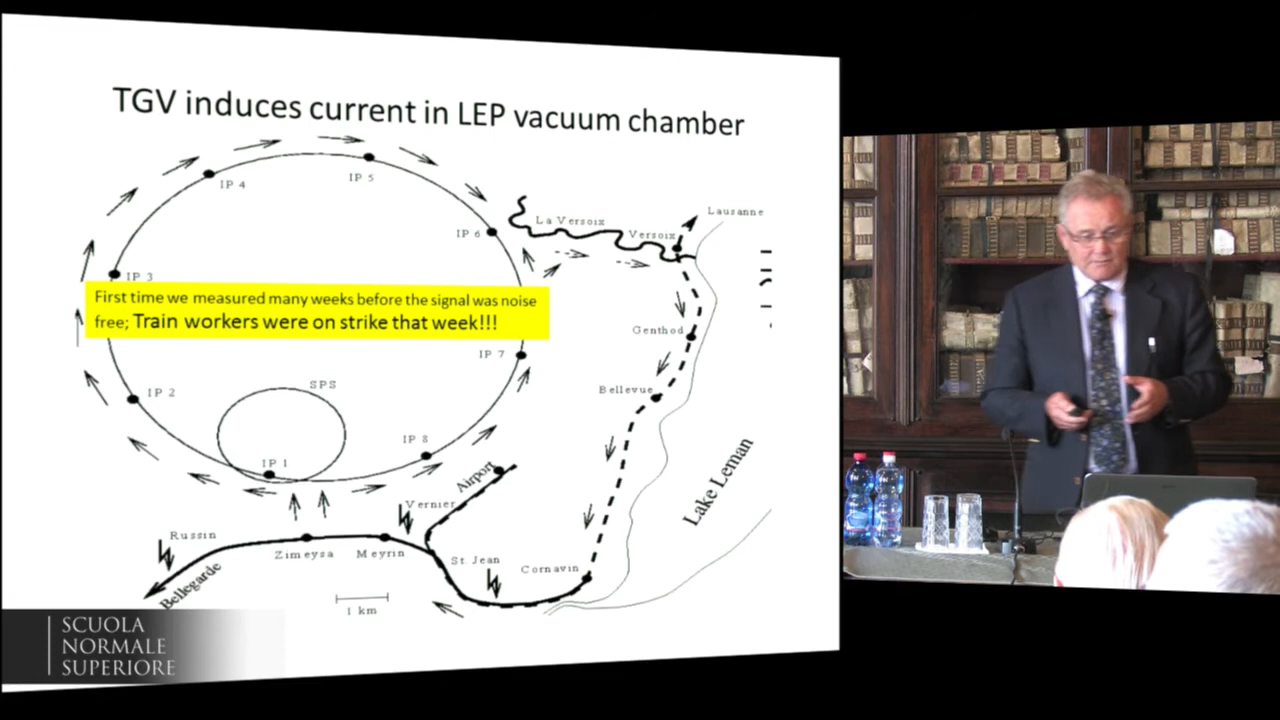 TGV induces current in LEP vacuum chamber
IP 4
IP 5
IP 6
La Versoix
Versoix
Lausanne
IP 3
First time we measured many weeks before the signal was noise
free; Train workers were on strike that week!!!
Genthod
IP 7
Bellevue
IP 2
SPS
IP 8
IP 1
Airport
Lake Leman
Vernier
Russin
Zimeysa
Meyrin
St. Jean
Cornavin
Bellegarde
1 km
SCUOLA
NORMALE
SUPERIORE